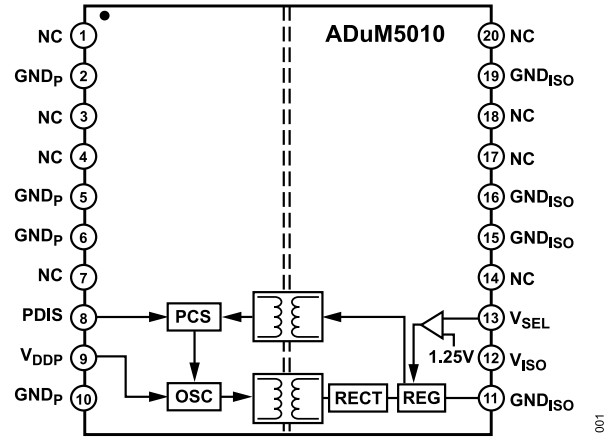 ADuM5010
NC 1
20 NC
GNDP 2
19 GNDISO
NC 3
18 NC
NC 4
17 NC
GNDP 5
16 GNDISO
GNDP 6
15 GNDISO
NC 7
14 NC
PDIS 8
PCS
13 VSEL
1.25V
VDDP 9
12 VISO
GNDP 10
OSC
RECT
REG
11 GNDISO
001